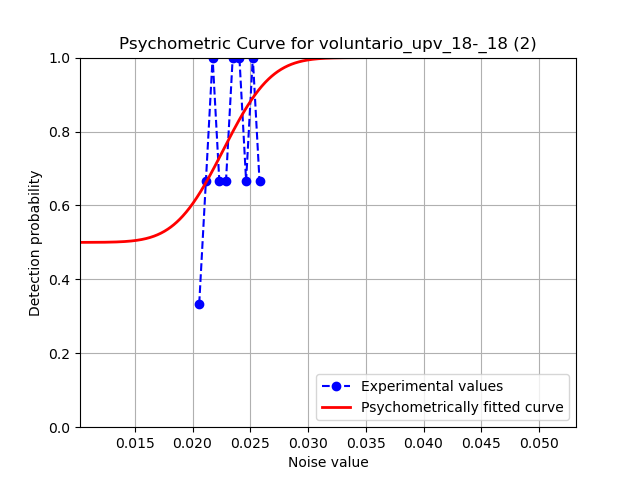 Psychometric Curve for voluntario_upv_18-_18 (2)
Detection probability
1.0
0.8
0.6
0.4
0.2
0.0
0.015 0.020 0.025 0.030 0.035 0.040 0.045 0.050
Noise value
Experimental values
Psychometrically fitted curve